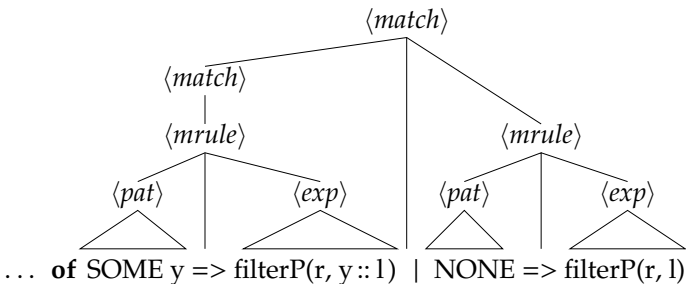 ⟨match⟩
⟨match⟩
⟨mrule⟩ ⟨mrule⟩
⟨pat⟩ ⟨exp⟩ ⟨pat⟩ ⟨exp⟩
... of SOME y => filterP(r, y :: l) | NONE => filterP(r, l)